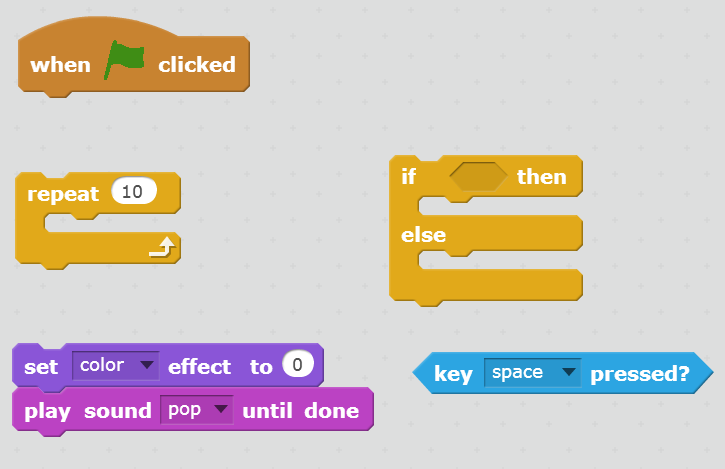 when clicked
repeat 10
if then
else
set color effect to 0
play sound pop until done
key space pressed?